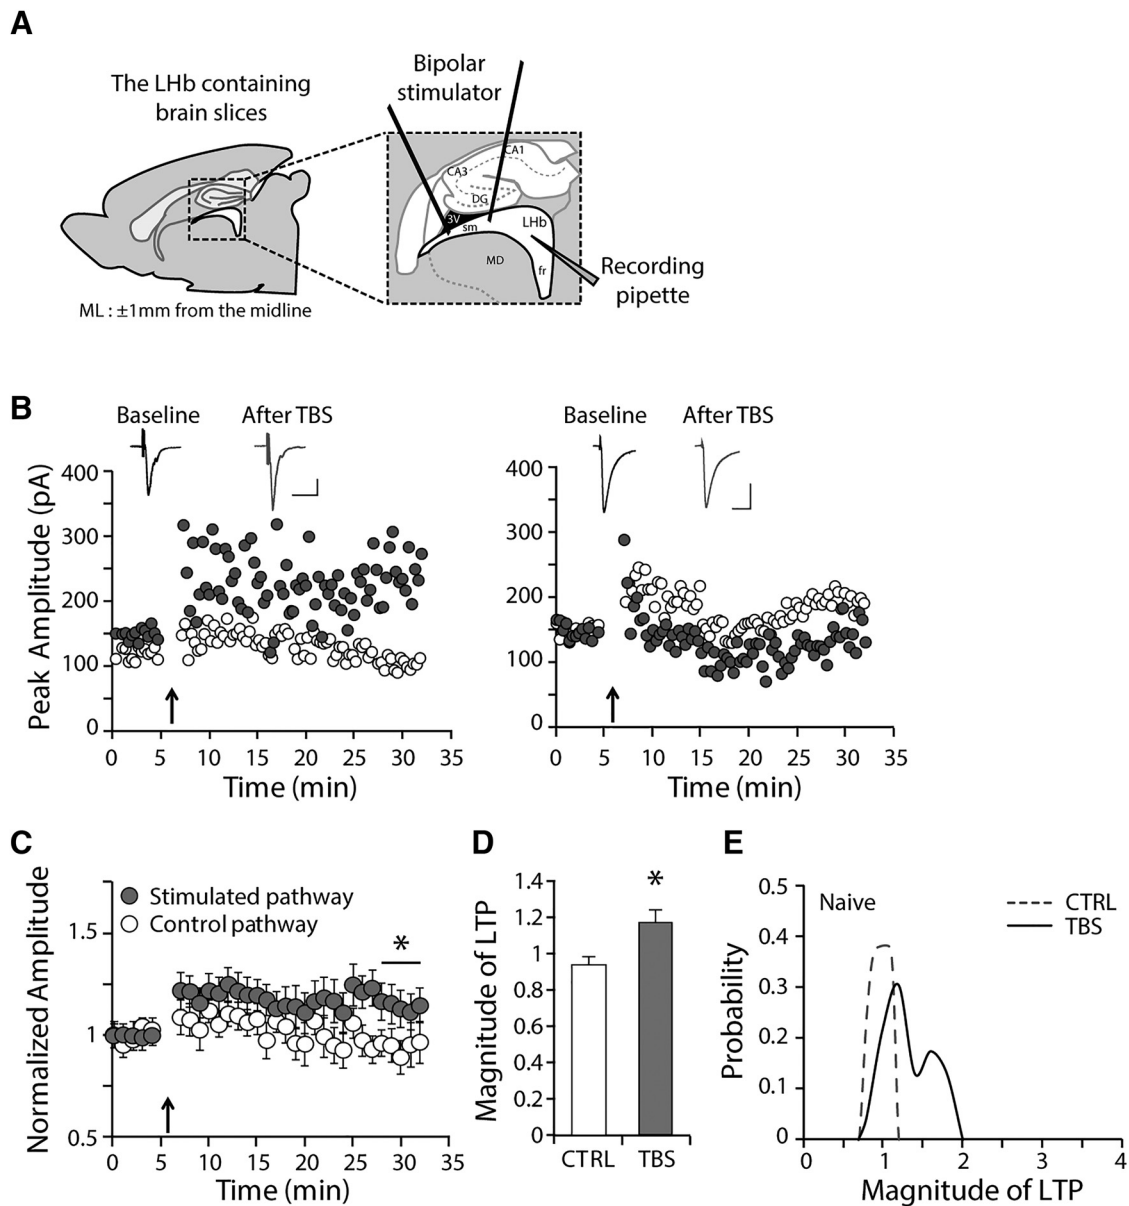 A
The LHb containing
brain slices
Bipolar
stimulator
CA1
CA3
DG
3V
sm
LHb
MD
fr
Recording
pipette
ML : ±1mm from the midline
B
Baseline
After TBS
Peak Amplitude (pA)
400
300
200
100
0
0 5 10 15 20 25 30 35
Time (min)
Baseline
After TBS
400
300
200
100
0
0 5 10 15 20 25 30 35
Time (min)
C
Normalized Amplitude
Stimulated pathway
Control pathway
1.5
1
0.5
*
0 5 10 15 20 25 30 35
Time (min)
D
Magnitude of LTP
1.4
1.2
1
0.8
0.6
0.4
0.2
0
*
CTRL TBS
E
Probability
0.5
0.4
0.3
0.2
0.1
0
Naive
CTRL
TBS
0 1 2 3 4
Magnitude of LTP